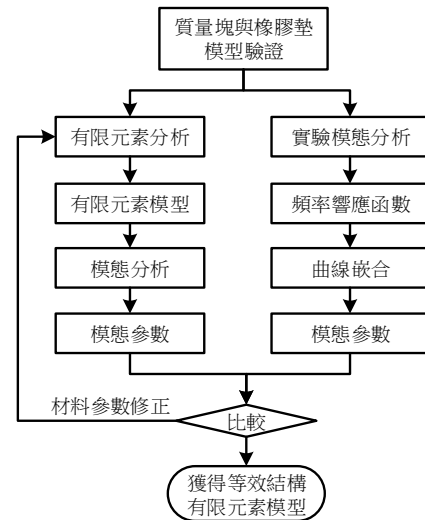 質量塊與橡膠墊
模型驗證
有限元素分析
實驗模態分析
有限元素模型
頻率響應函數
模態分析
曲線嵌合
模態參數
模態參數
材料參數修正
比較
獲得等效結構
有限元素模型